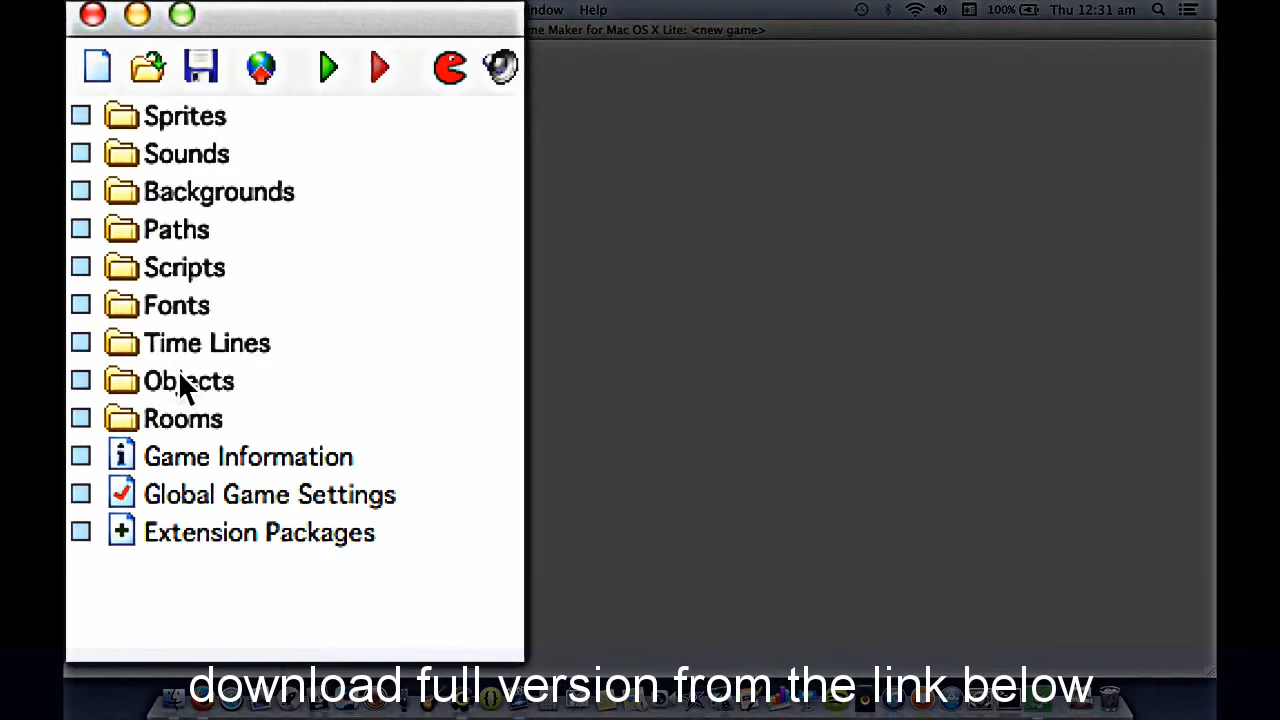 indow Help 100% Thu 12:31 am
me Maker for Mac OS X Lite: <new game>
Sprites
Sounds
Backgrounds
Paths
Scripts
Fonts
Time Lines
Objects
Rooms
Game Information
Global Game Settings
Extension Packages
download full version from the link below